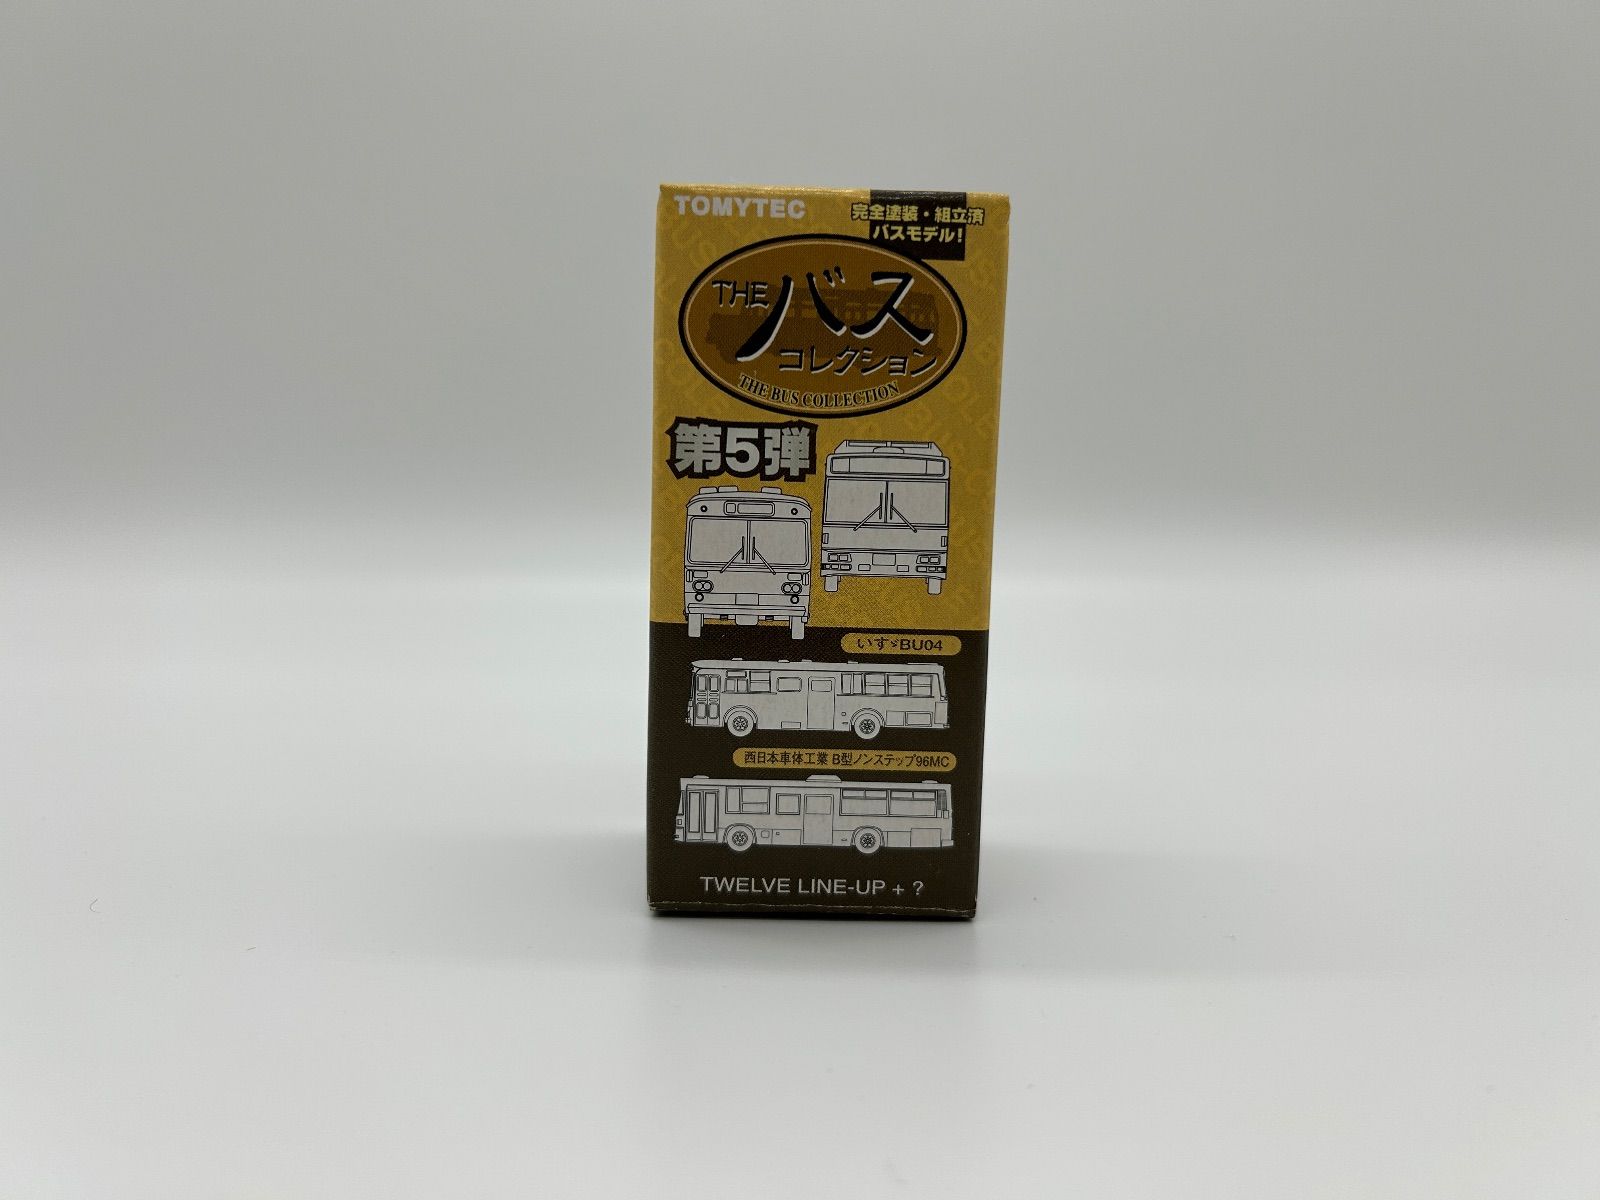 TOMYTEC
完全塗装・組立済
バスモデル!
THE バス
コレクション
THE BUS COLLECTION
第5弾
いすゞBU04
西日本車体工業 B型ノンステップ96MC
TWELVE LINE-UP + ?